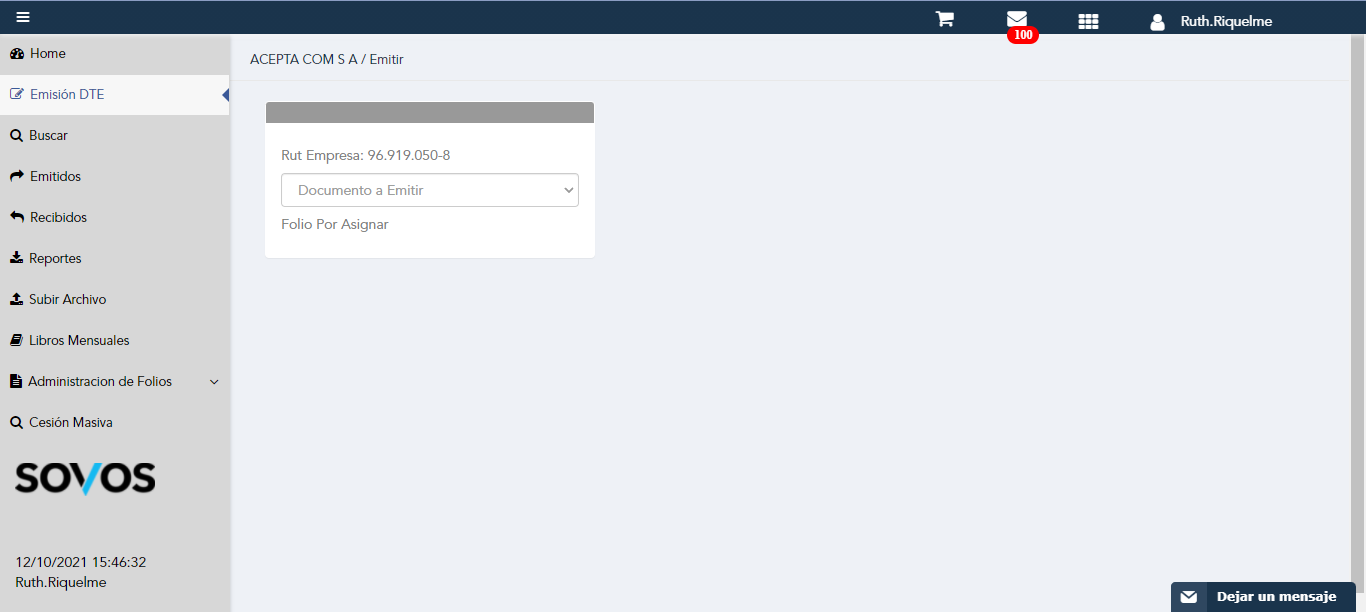 100
Ruth.Riquelme
Home
Emisión DTE
Buscar
Emitidos
Recibidos
Reportes
Subir Archivo
Libros Mensuales
Administracion de Folios
Cesión Masiva
SOVOS
12/10/2021 15:46:32
Ruth.Riquelme
ACEPTA COM S A / Emitir
Rut Empresa: 96.919.050-8
Documento a Emitir
Folio Por Asignar
Dejar un mensaje